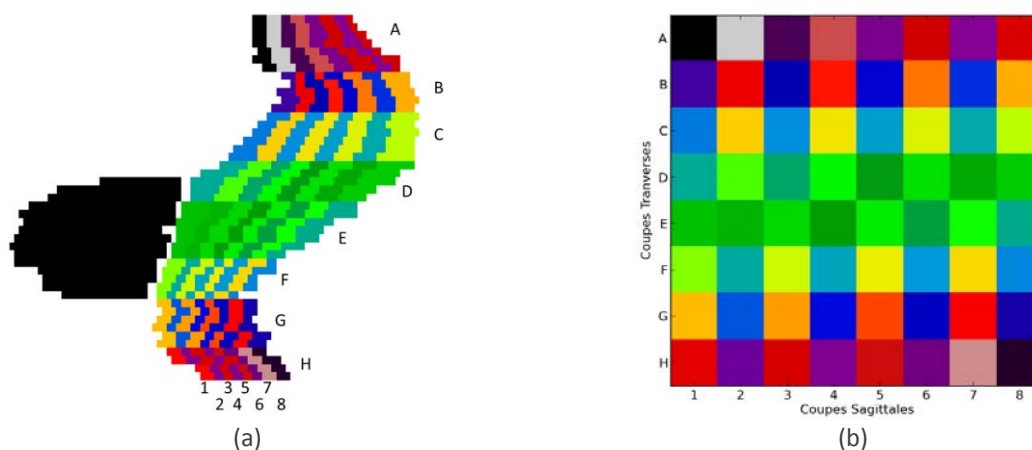 A
B
C
D
E
F
G
H
1 3 5 7
2 4 6 8
(a)
Coupes Tranverses
A
B
C
D
E
F
G
H
1 2 3 4 5 6 7 8
Coupes Sagittales
(b)